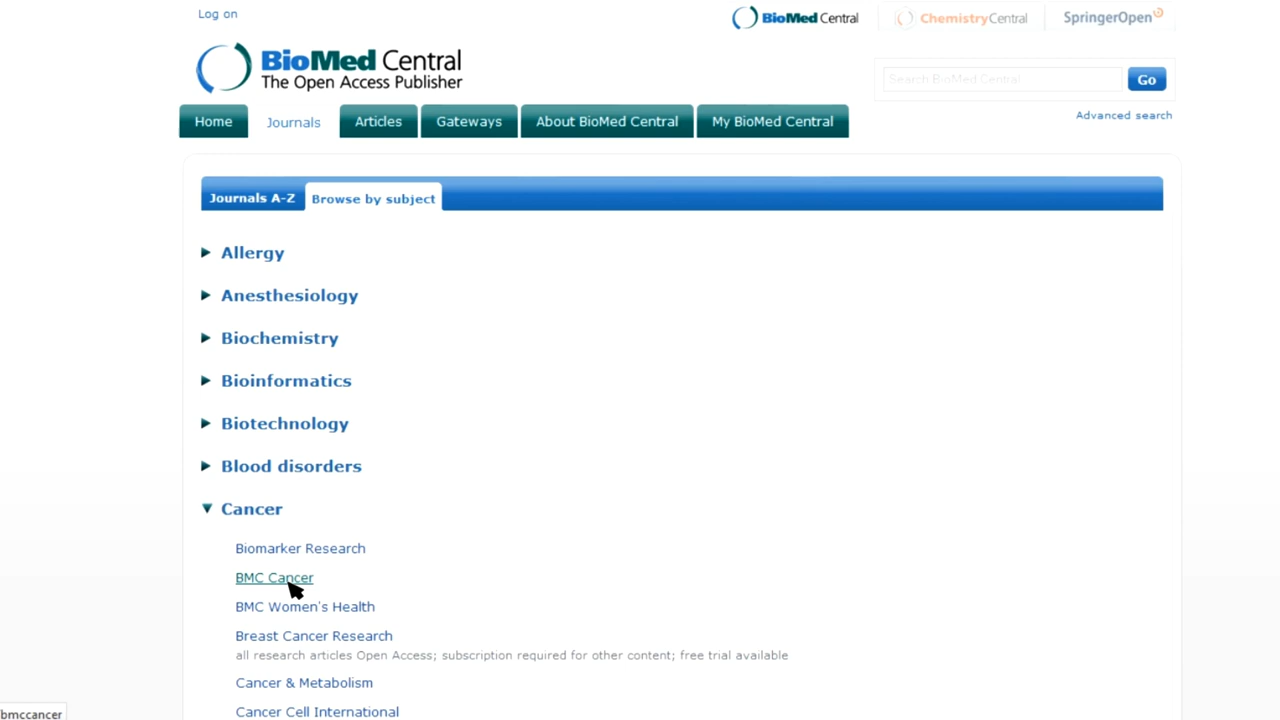 Log on
BioMed Central
ChemistryCentral
SpringerOpen
BioMed Central
The Open Access Publisher
Search BioMed Central
Go
Home
Journals
Articles
Gateways
About BioMed Central
My BioMed Central
Advanced search
Journals A-Z
Browse by subject
Allergy
Anesthesiology
Biochemistry
Bioinformatics
Biotechnology
Blood disorders
Cancer
Biomarker Research
BMC Cancer
BMC Women's Health
Breast Cancer Research
all research articles Open Access; subscription required for other content; free trial available
Cancer & Metabolism
Cancer Cell International
bmccancer